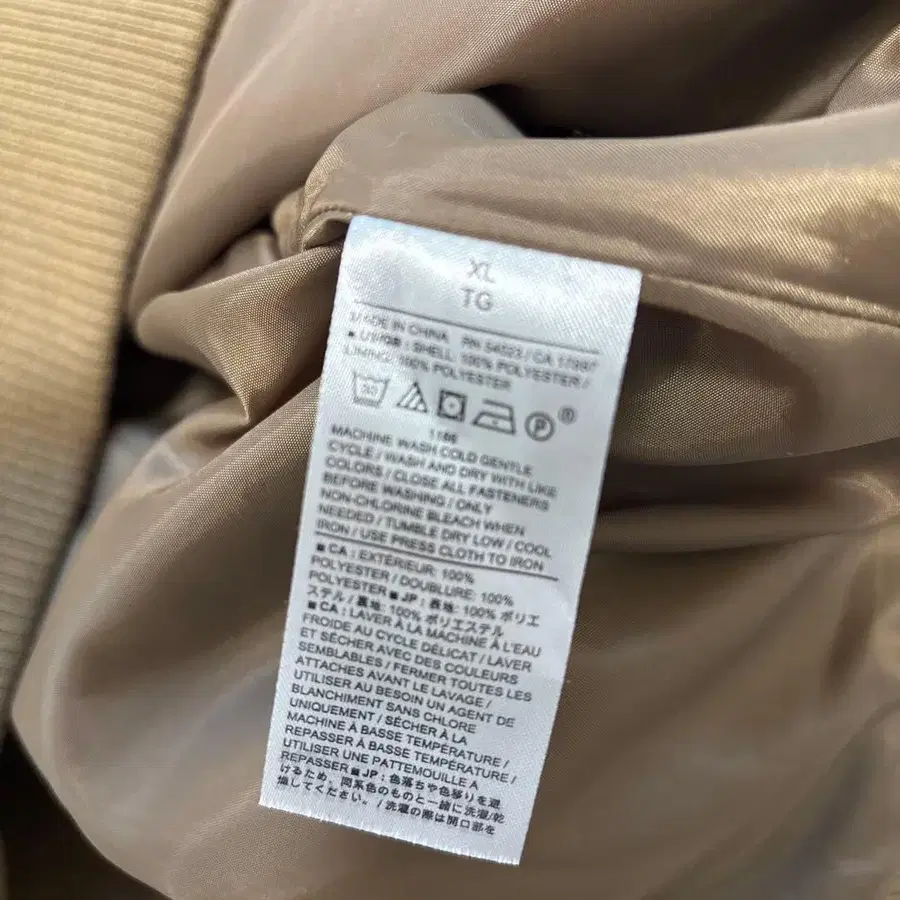 XL
TG
MADE IN CHINA RN 54023 / CA 17897
■ US/GB : SHELL: 100% POLYESTER /
LINING: 100% POLYESTER
30
P
®
1166
MACHINE WASH COLD GENTLE
CYCLE / WASH AND DRY WITH LIKE
COLORS / CLOSE ALL FASTENERS
BEFORE WASHING / ONLY
NON-CHLORINE BLEACH WHEN
NEEDED / TUMBLE DRY LOW / COOL
IRON / USE PRESS CLOTH TO IRON
■ CA : EXTÉRIEUR: 100%
POLYESTER / DOUBLURE: 100%
POLYESTER ■ JP : 表地: 100% ポリエ
ステル / 裏地: 100% ポリエステル
■ CA : LAVER À LA MACHINE À L'EAU
FROIDE AU CYCLE DÉLICAT / LAVER
ET SÉCHER AVEC DES COULEURS
SEMBLABLES / FERMER TOUTES LES
ATTACHES AVANT LE LAVAGE /
UTILISER AU BESOIN UN AGENT DE
BLANCHIMENT SANS CHLORE
UNIQUEMENT / SÉCHER À LA
MACHINE À BASSE TEMPÉRATURE /
REPASSER À BASSE TEMPÉRATURE /
UTILISER UNE PATTEMOUILLE À
REPASSER ■ JP : 色落ちや色移りを避
けるため、同系色のものと一緒に洗濯/乾
燥してください。 / 洗濯の際は開口部を